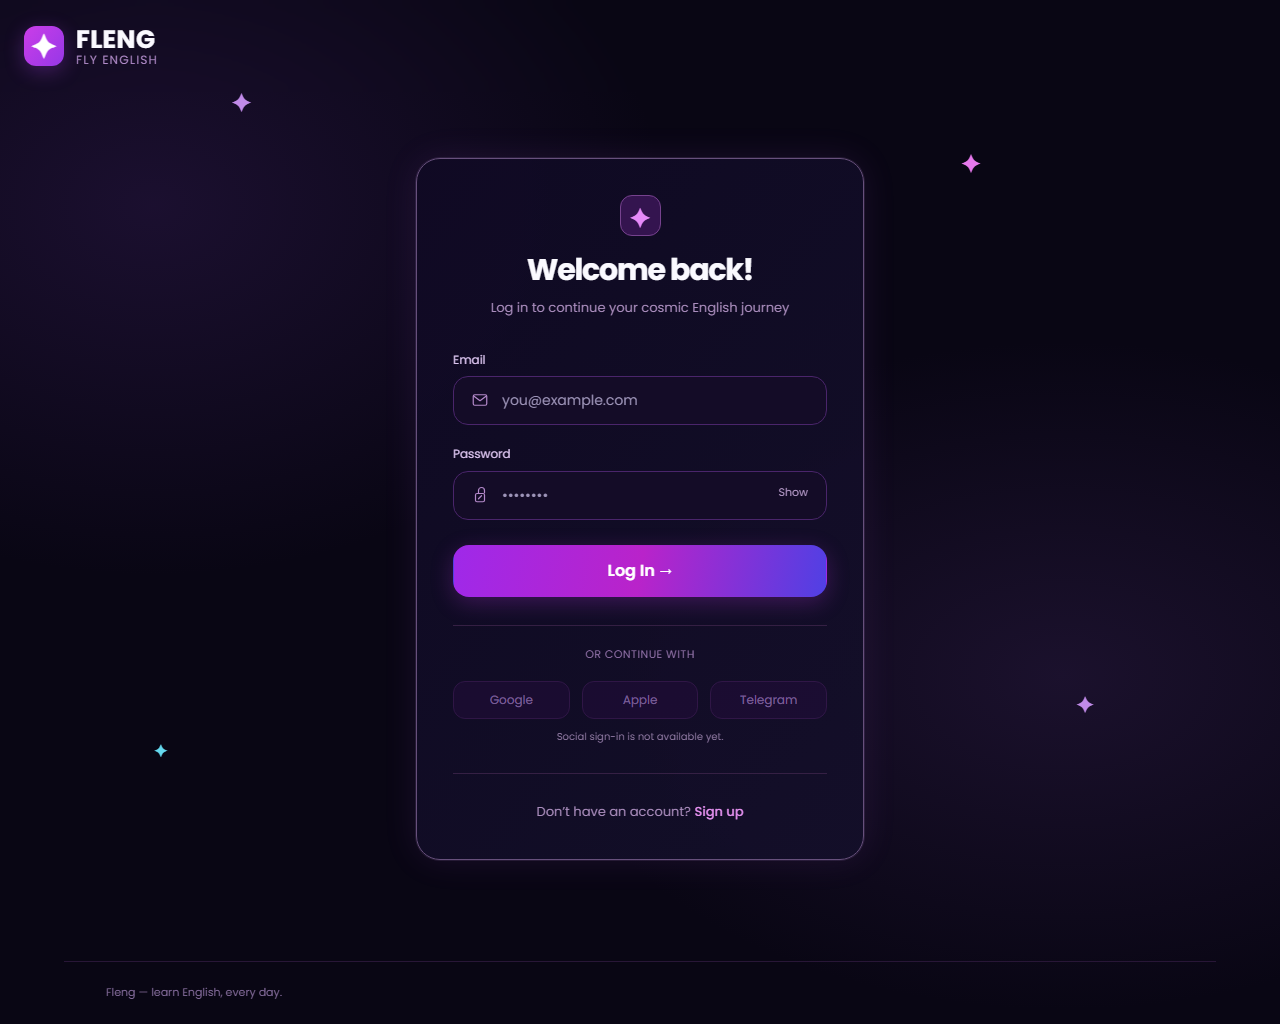 FLENG
FLY ENGLISH
Welcome back!
Log in to continue your cosmic English journey
Email
you@example.com
Password
••••••••
Show
Log In →
OR CONTINUE WITH
Google Apple Telegram
Social sign-in is not available yet.
Don’t have an account? Sign up
Fleng — learn English, every day.